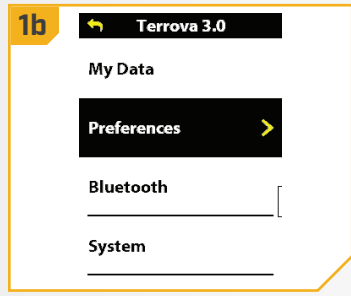 1b
Terrova 3.0
My Data
Preferences
Bluetooth
System